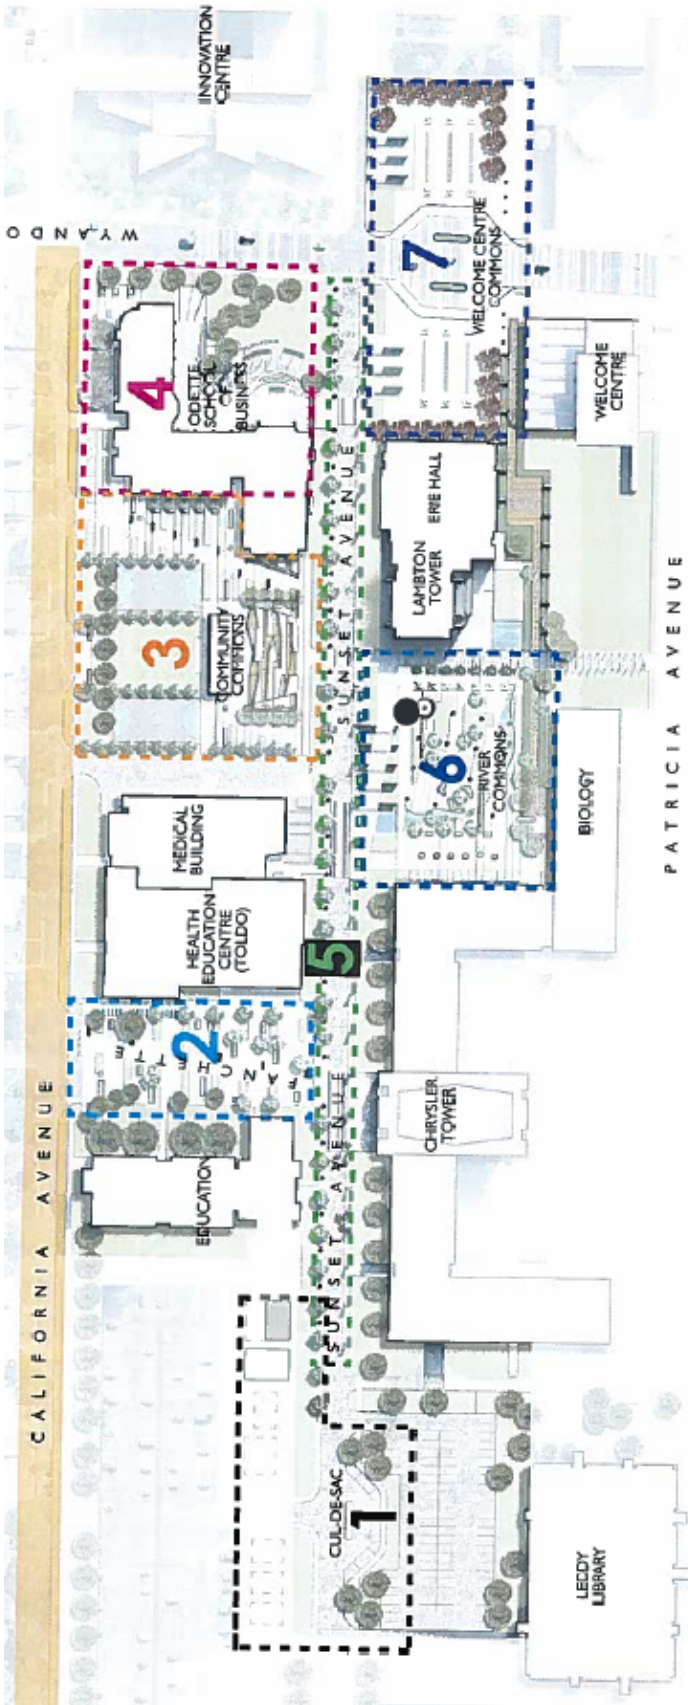 INNOVATION
CENTRE
WYANDO
4
ODETTE
SCHOOL
OF
BUSINESS
7
WELCOME CENTRE
COMMONS
WELCOME
CENTRE
3
COMMUNITY
COMMONS
SUNSET AVENUE
LAMBTON
TOWER
ERIE HALL
6
RIVER
COMMONS
MEDICAL
BUILDING
HEALTH
EDUCATION
CENTRE
(TOLDO)
5
BIOLOGY
PATRICIA AVENUE
2
FAINCHETTE
EDUCATION
CALIFORNIA AVENUE
SUNSET AVENUE
CHRYSLER
TOWER
CUL-DE-SAC
1
LEDDY
LIBRARY